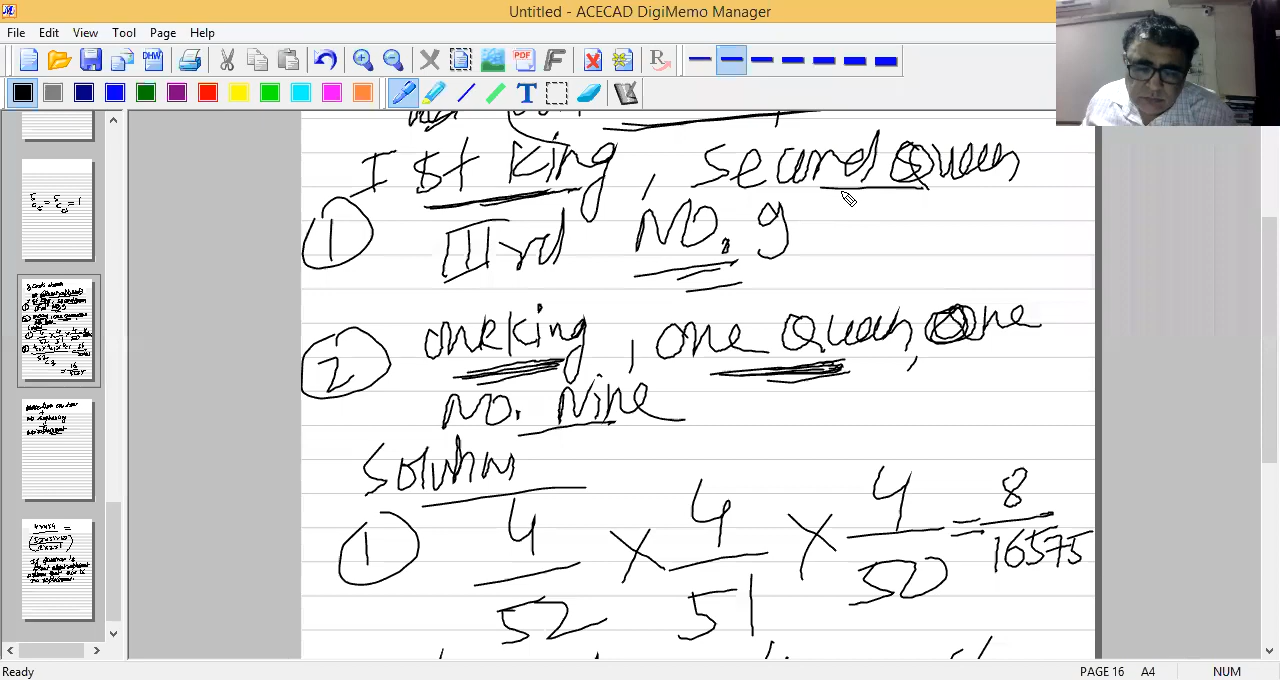 Untitled - ACECAD DigiMemo Manager
File Edit View Tool Page Help
Ist King, Second Queen
① IIIrd NO. 9
② one King, one Queen, One
NO. Nine
Solution
① 4/52 × 4/51 × 4/50 = 8/16575
Ready PAGE 16 A4 NUM